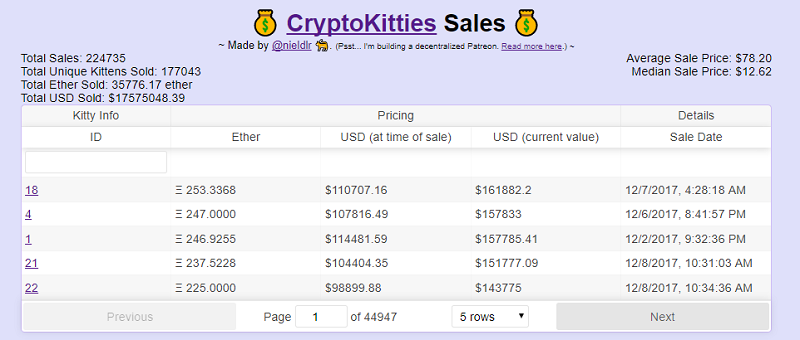 CryptoKitties Sales
~ Made by @nieldlr. (Psst... I'm building a decentralized Patreon. Read more here.) ~
Total Sales: 224735
Total Unique Kittens Sold: 177043
Total Ether Sold: 35776.17 ether
Total USD Sold: $17575048.39
Average Sale Price: $78.20
Median Sale Price: $12.62
Kitty Info Pricing Details
ID Ether USD (at time of sale) USD (current value) Sale Date
18 Ξ 253.3368 $110707.16 $161882.2 12/7/2017, 4:28:18 AM
4 Ξ 247.0000 $107816.49 $157833 12/6/2017, 8:41:57 PM
1 Ξ 246.9255 $114481.59 $157785.41 12/2/2017, 9:32:36 PM
21 Ξ 237.5228 $104404.35 $151777.09 12/8/2017, 10:31:03 AM
22 Ξ 225.0000 $98899.88 $143775 12/8/2017, 10:34:36 AM
Previous Page 1 of 44947 5 rows Next